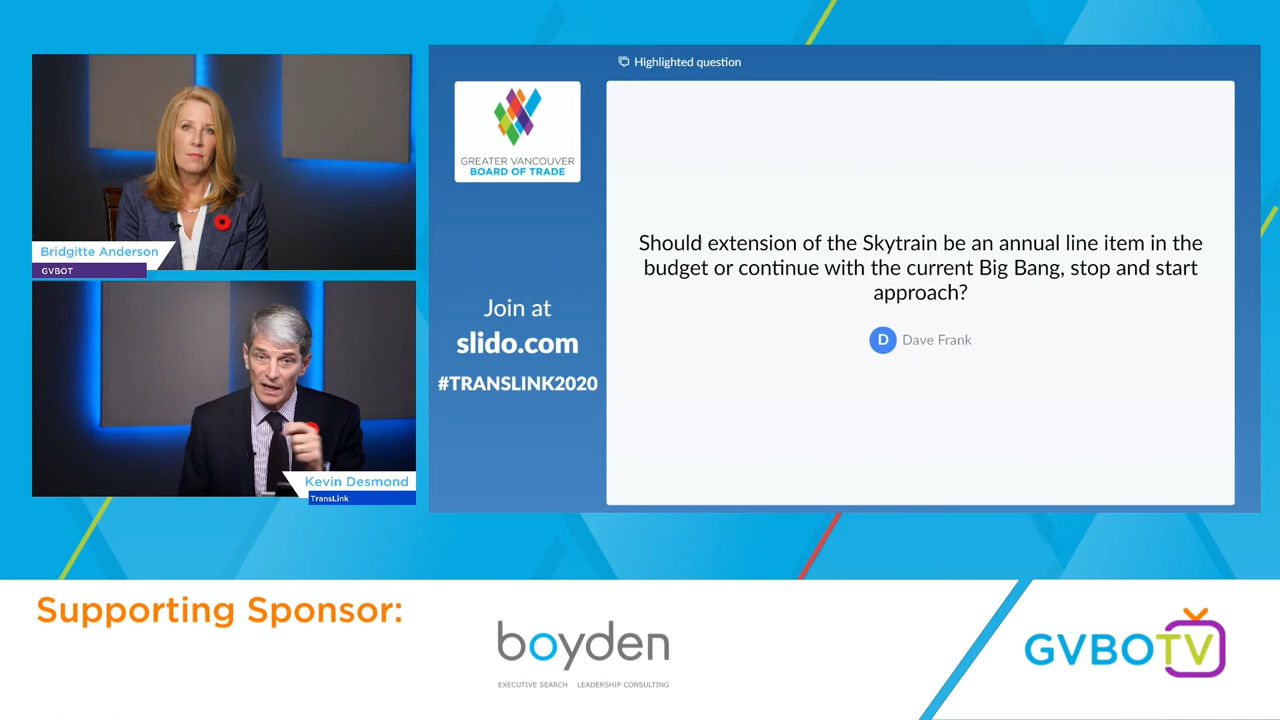 Bridgitte Anderson
GVBOT
Kevin Desmond
TransLink
GREATER VANCOUVER
BOARD OF TRADE
Join at
slido.com
#TRANSLINK2020
Highlighted question
Should extension of the Skytrain be an annual line item in the
budget or continue with the current Big Bang, stop and start
approach?
D Dave Frank
Supporting Sponsor:
boyden
EXECUTIVE SEARCH LEADERSHIP CONSULTING
GVBOTV